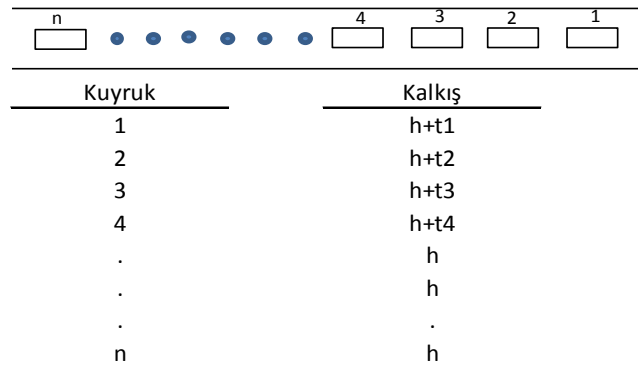 n 4 3 2 1
Kuyruk Kalkış
1 h+t1
2 h+t2
3 h+t3
4 h+t4
. h
. h
. .
n h